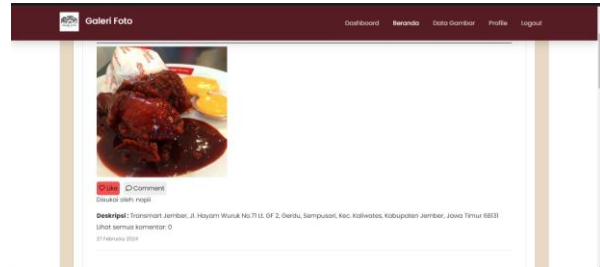 Galeri Foto
Dashboard Beranda Data Gambar Profile Logout
Like Comment
Disukai oleh: napii
Deskripsi : Transmart Jember, Jl. Hayam Wuruk No.71 Lt. GF 2, Gerdu, Sempusari, Kec. Kaliwates, Kabupaten Jember, Jawa Timur 68131
Lihat semua komentar: 0
27 February 2024